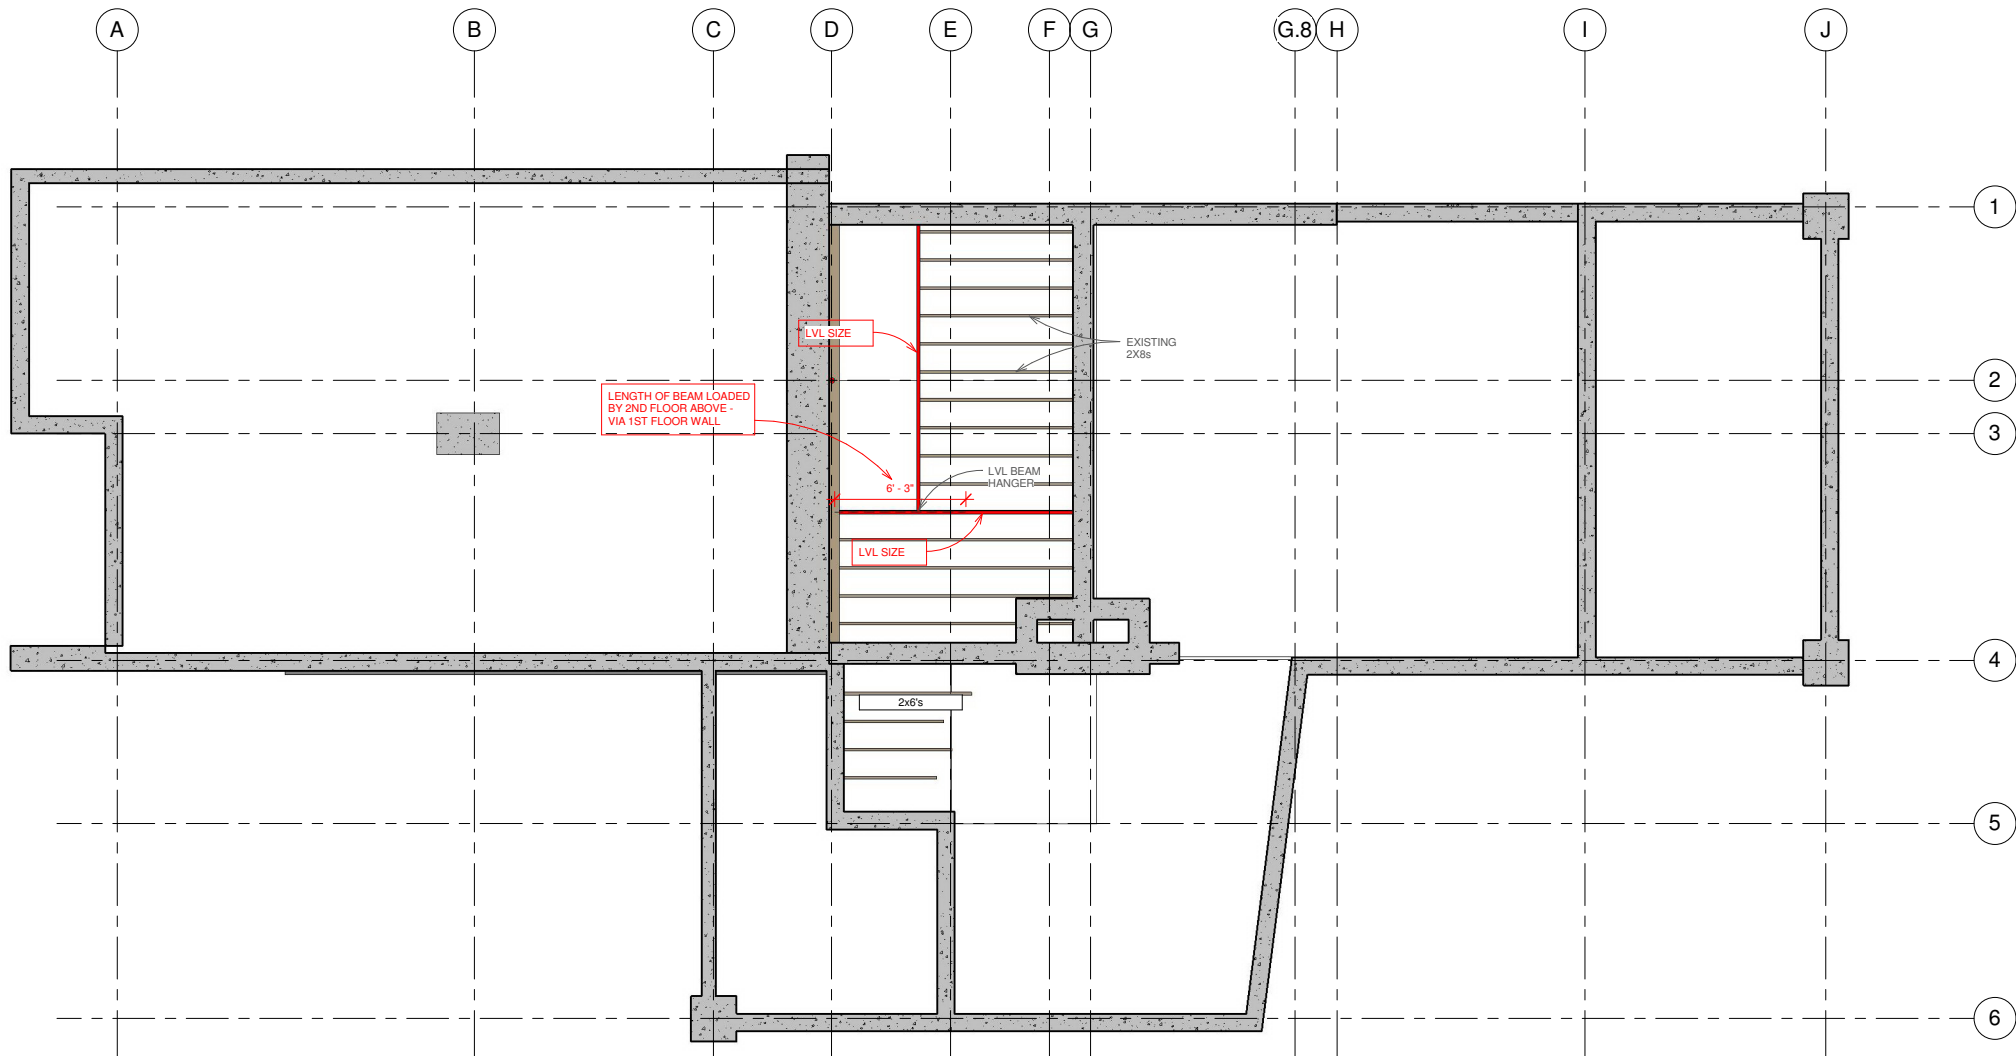 A
B
C
D
E
F
G
G.8
H
I
J
1
LVL SIZE
EXISTING
2X8s
2
LENGTH OF BEAM LOADED
BY 2ND FLOOR ABOVE -
VIA 1ST FLOOR WALL
3
LVL BEAM
HANGER
6' - 3"
LVL SIZE
4
2x6's
5
6